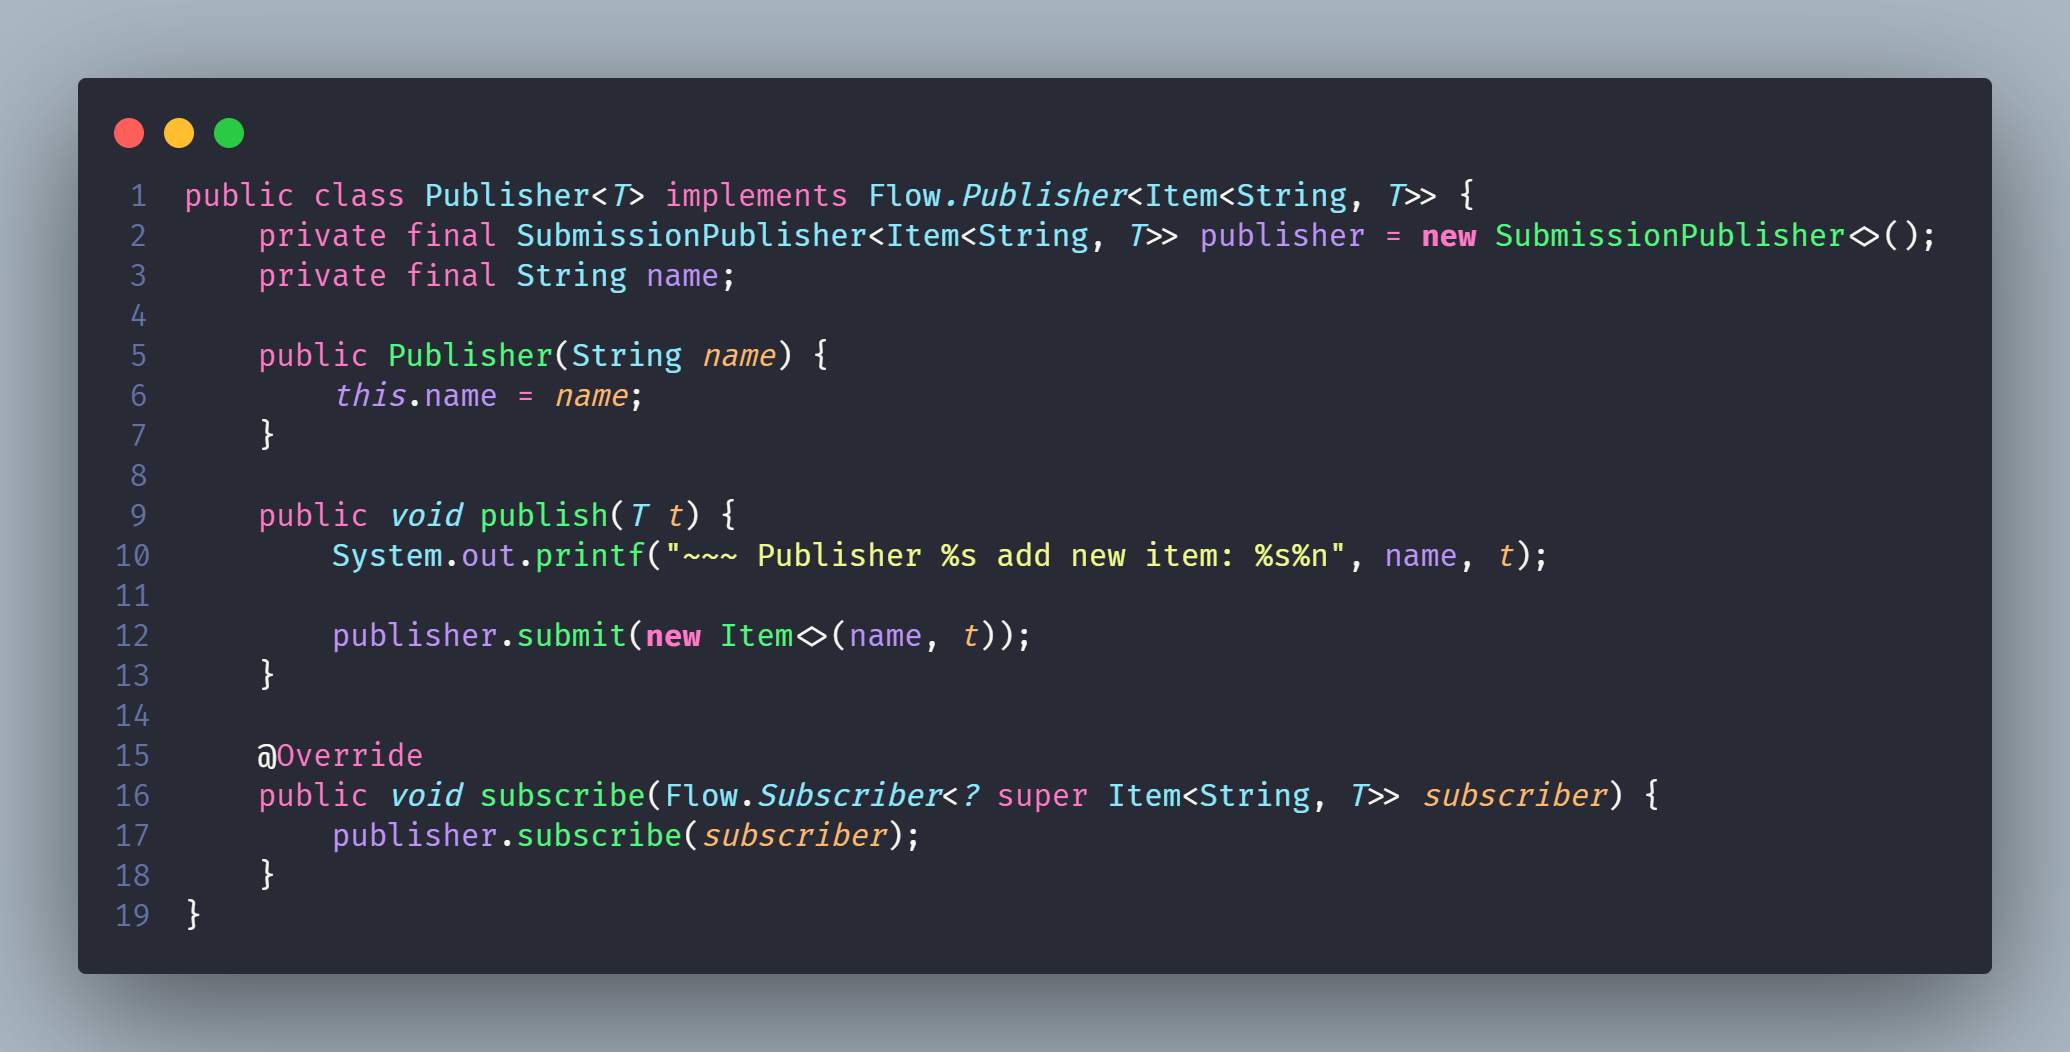 1 public class Publisher<T> implements Flow.Publisher<Item<String, T>> {
2     private final SubmissionPublisher<Item<String, T>> publisher = new SubmissionPublisher<>();
3     private final String name;
4
5     public Publisher(String name) {
6         this.name = name;
7     }
8
9     public void publish(T t) {
10         System.out.printf("~~~ Publisher %s add new item: %s%n", name, t);
11
12         publisher.submit(new Item<>(name, t));
13     }
14
15     @Override
16     public void subscribe(Flow.Subscriber<? super Item<String, T>> subscriber) {
17         publisher.subscribe(subscriber);
18     }
19 }